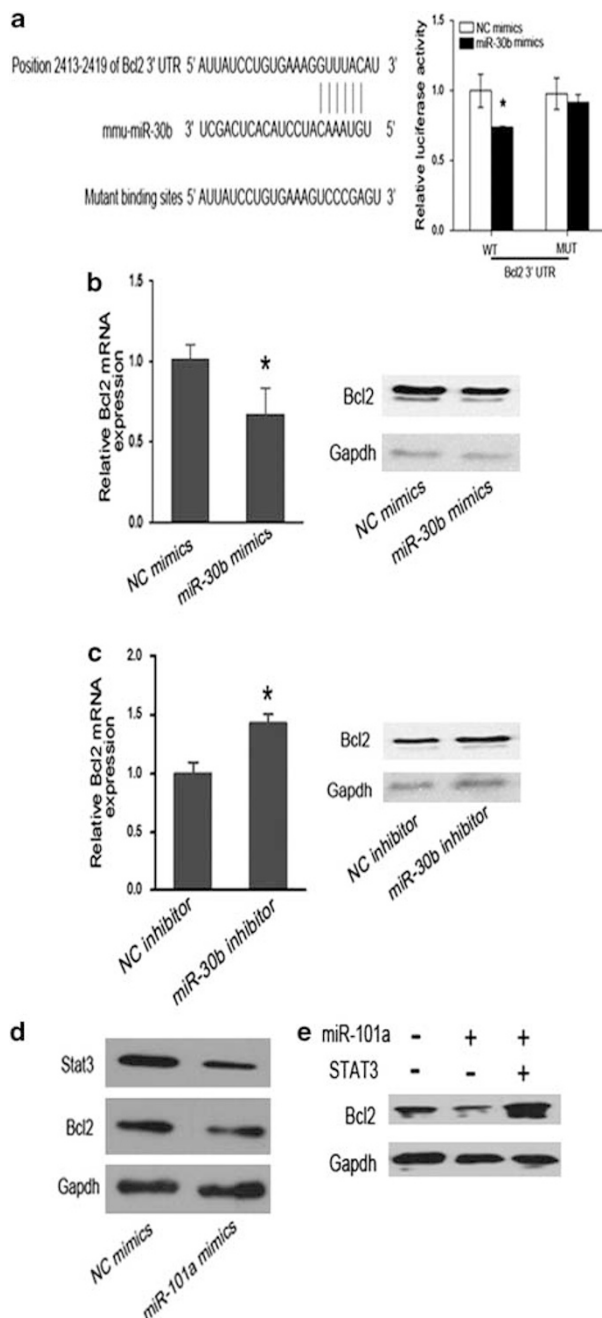 a
Position 2413-2419 of Bcl2 3' UTR 5' AUUAUCCUGUGAAAGGUUUACAU 3'
mmu-miR-30b 3' UCGACUCACAUCCUACAAAUGU 5'
Mutant binding sites 5' AUUAUCCUGUGAAAGUCCCGAGU 3'
Relative luciferase activity
1.5
1.0
0.5
0.0
NC mimics
miR-30b mimics
*
WT
MUT
Bcl2 3' UTR
b
Relative Bcl2 mRNA
expression
1.5
1.0
0.5
0.0
*
NC mimics
miR-30b mimics
Bcl2
Gapdh
NC mimics
miR-30b mimics
c
Relative Bcl2 mRNA
expression
2.0
1.5
1.0
0.5
0.0
*
NC inhibitor
miR-30b inhibitor
Bcl2
Gapdh
NC inhibitor
miR-30b inhibitor
d
Stat3
Bcl2
Gapdh
NC mimics
miR-101a mimics
e
miR-101a - + +
STAT3 - - +
Bcl2
Gapdh